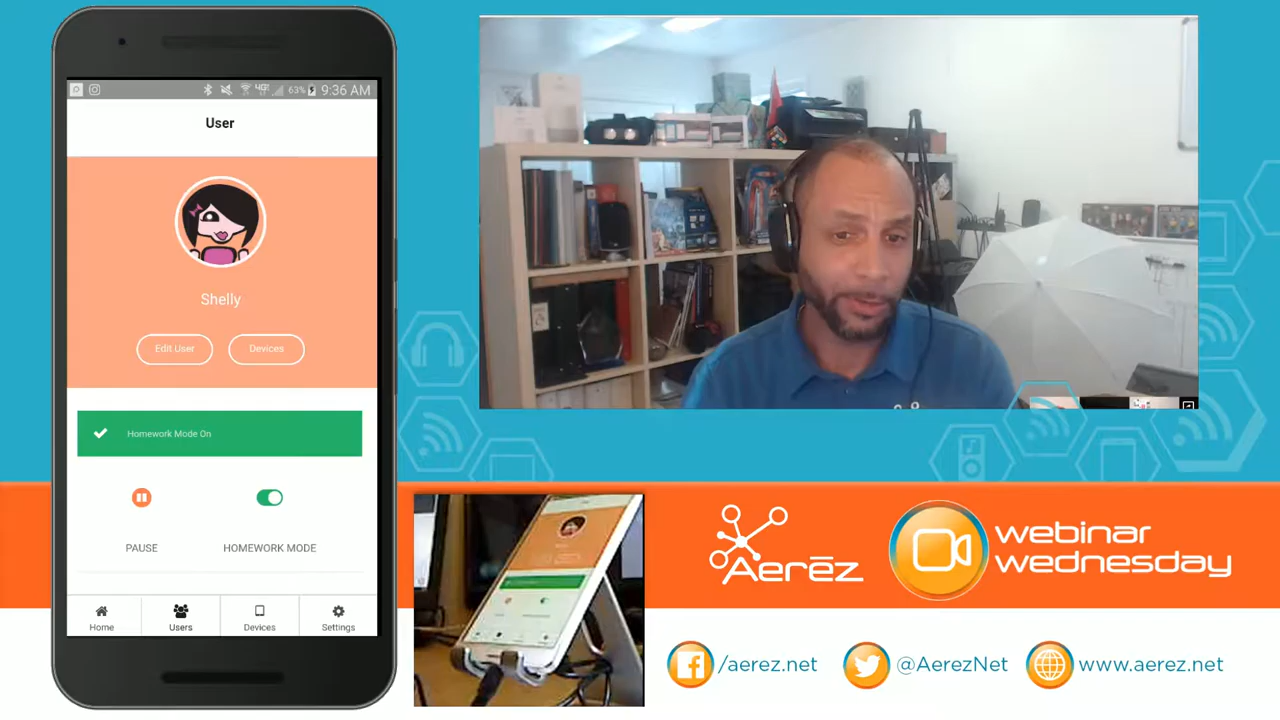 63% 9:36 AM
User
Shelly
Edit User
Devices
Homework Mode On
PAUSE
HOMEWORK MODE
Home
Users
Devices
Settings
Aerēz
webinar
wednesday
/aerez.net
@AerezNet
www.aerez.net